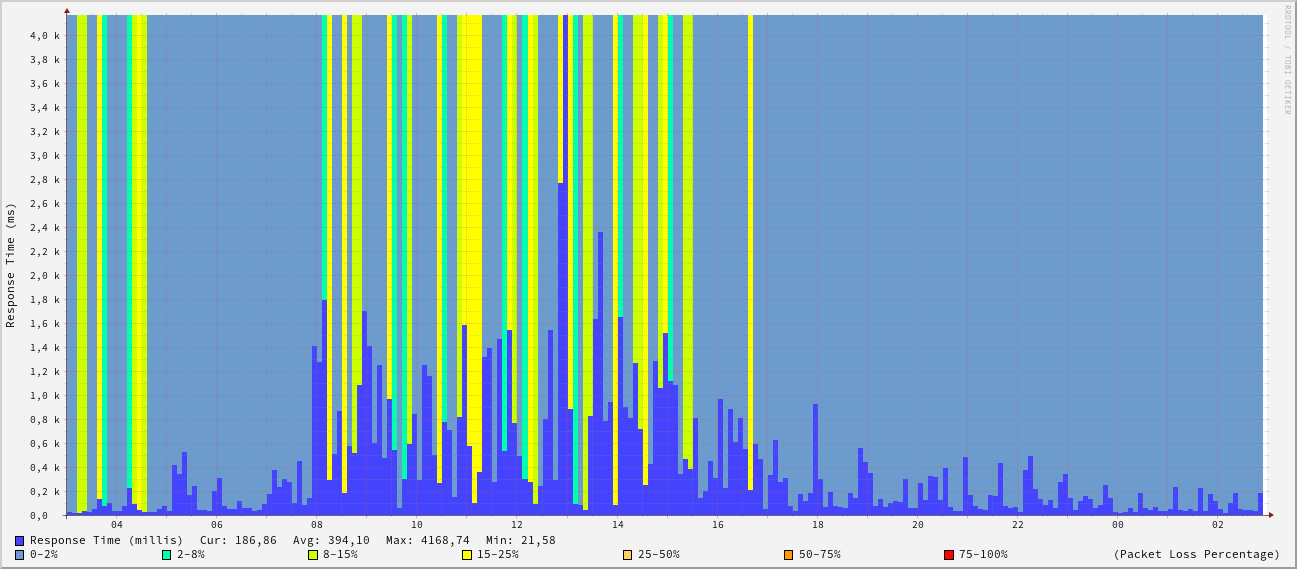 RRDTOOL / TOBI OETIKER
Response Time (ms)
4,0 k
3,8 k
3,6 k
3,4 k
3,2 k
3,0 k
2,8 k
2,6 k
2,4 k
2,2 k
2,0 k
1,8 k
1,6 k
1,4 k
1,2 k
1,0 k
0,8 k
0,6 k
0,4 k
0,2 k
0,0
04 06 08 10 12 14 16 18 20 22 00 02
Response Time (millis) Cur: 186,86 Avg: 394,10 Max: 4168,74 Min: 21,58
0-2% 2-8% 8-15% 15-25% 25-50% 50-75% 75-100% (Packet Loss Percentage)